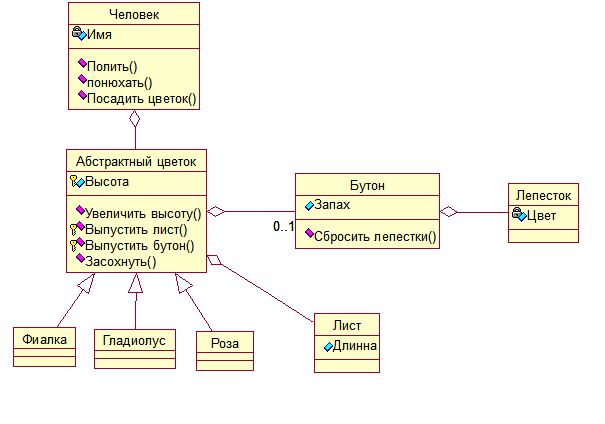 Человек
Имя
Полить()
понюхать()
Посадить цветок()
Абстрактный цветок
Высота
Увеличить высоту()
Выпустить лист()
Выпустить бутон()
Засохнуть()
0..1
Бутон
Запах
Сбросить лепестки()
Лепесток
Цвет
Фиалка
Гладиолус
Роза
Лист
Длинна